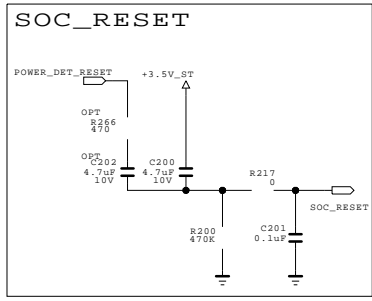 SOC_RESET
POWER_DET_RESET
+3.5V_ST
OPT
R266
470
OPT
C202
4.7uF
10V
C200
4.7uF
10V
R217
0
SOC_RESET
R200
470K
C201
0.1uF